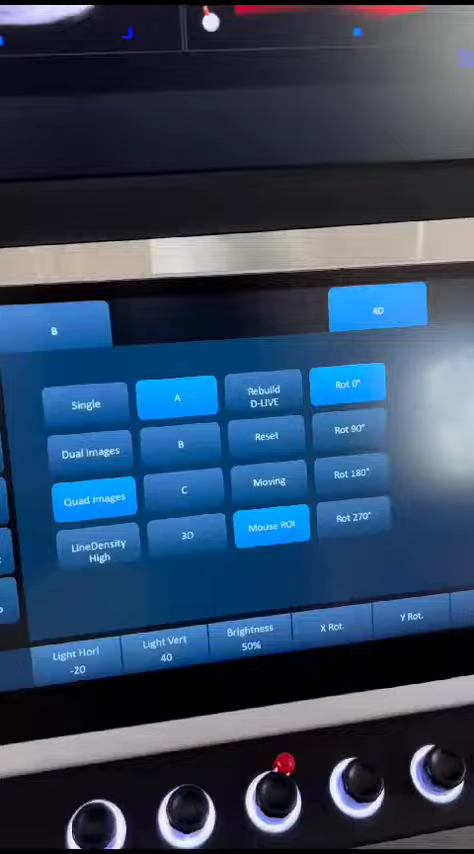 B
4D
Single
A
Rebuild
D-LIVE
Rot 0°
Dual images
B
Reset
Rot 90°
Quad images
C
Moving
Rot 180°
LineDensity
High
3D
Mouse ROI
Rot 270°
Light Horl
-20
Light Vert
40
Brightness
50%
X Rot.
Y Rot.